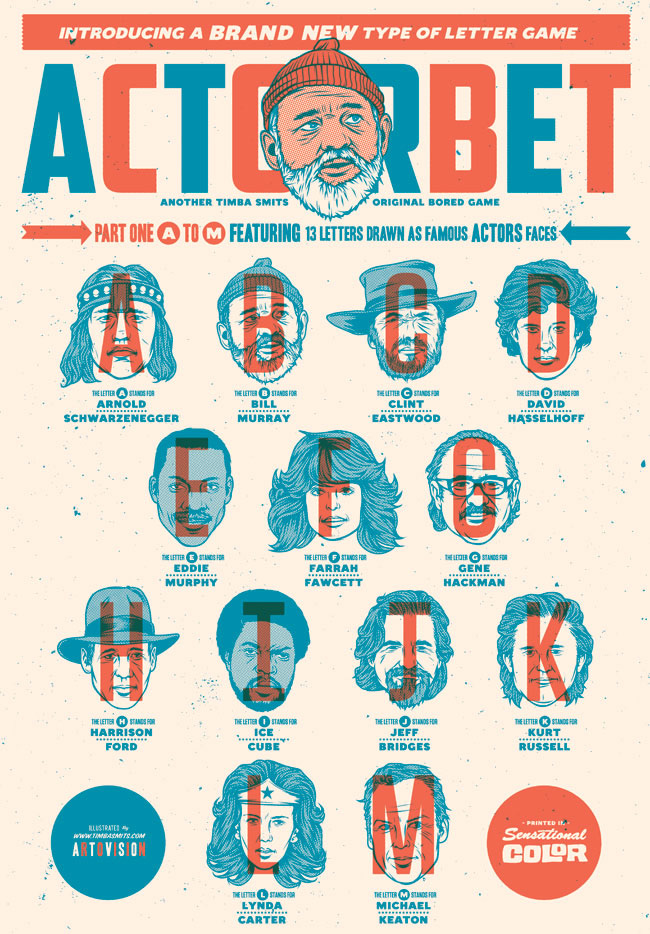 INTRODUCING A BRAND NEW TYPE OF LETTER GAME
ACTORBET
ANOTHER TIMBA SMITS ORIGINAL BORED GAME
PART ONE A TO M FEATURING 13 LETTERS DRAWN AS FAMOUS ACTORS FACES
A B C D
THE LETTER A STANDS FOR
ARNOLD
SCHWARZENEGGER
THE LETTER B STANDS FOR
BILL
MURRAY
THE LETTER C STANDS FOR
CLINT
EASTWOOD
THE LETTER D STANDS FOR
DAVID
HASSELHOFF
E F G
THE LETTER E STANDS FOR
EDDIE
MURPHY
THE LETTER F STANDS FOR
FARRAH
FAWCETT
THE LETTER G STANDS FOR
GENE
HACKMAN
H I J K
THE LETTER H STANDS FOR
HARRISON
FORD
THE LETTER I STANDS FOR
ICE
CUBE
THE LETTER J STANDS FOR
JEFF
BRIDGES
THE LETTER K STANDS FOR
KURT
RUSSELL
L M
THE LETTER L STANDS FOR
LYNDA
CARTER
THE LETTER M STANDS FOR
MICHAEL
KEATON
ILLUSTRATED By
WWW.TIMBASMITS.COM
ARTOVISION
PRINTED IN
Sensational
COLOR